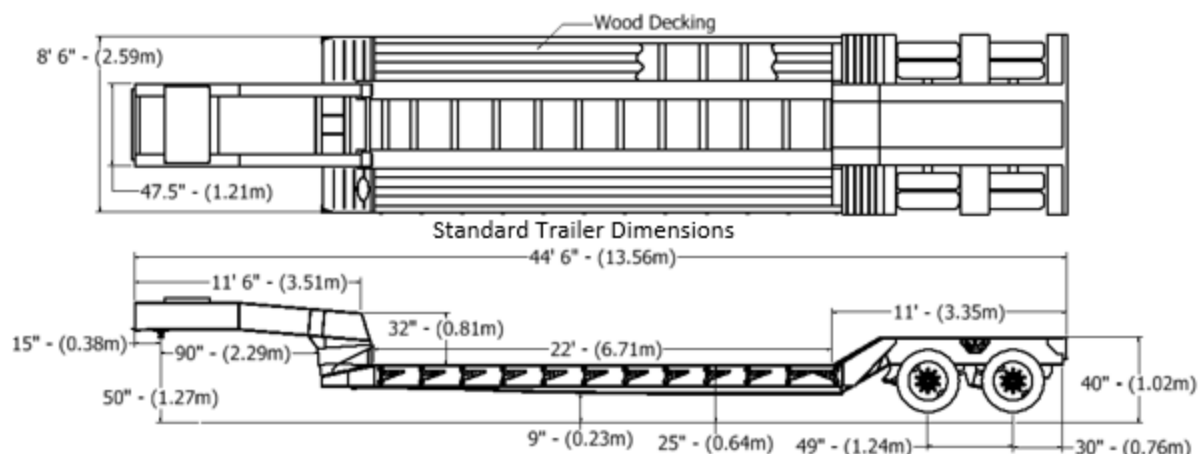 Wood Decking
8' 6" - (2.59m)
47.5" - (1.21m)
Standard Trailer Dimensions
44' 6" - (13.56m)
11' 6" - (3.51m)
11' - (3.35m)
32" - (0.81m)
15" - (0.38m)
90" - (2.29m)
22' - (6.71m)
40" - (1.02m)
50" - (1.27m)
9" - (0.23m)
25" - (0.64m)
49" - (1.24m)
30" - (0.76m)